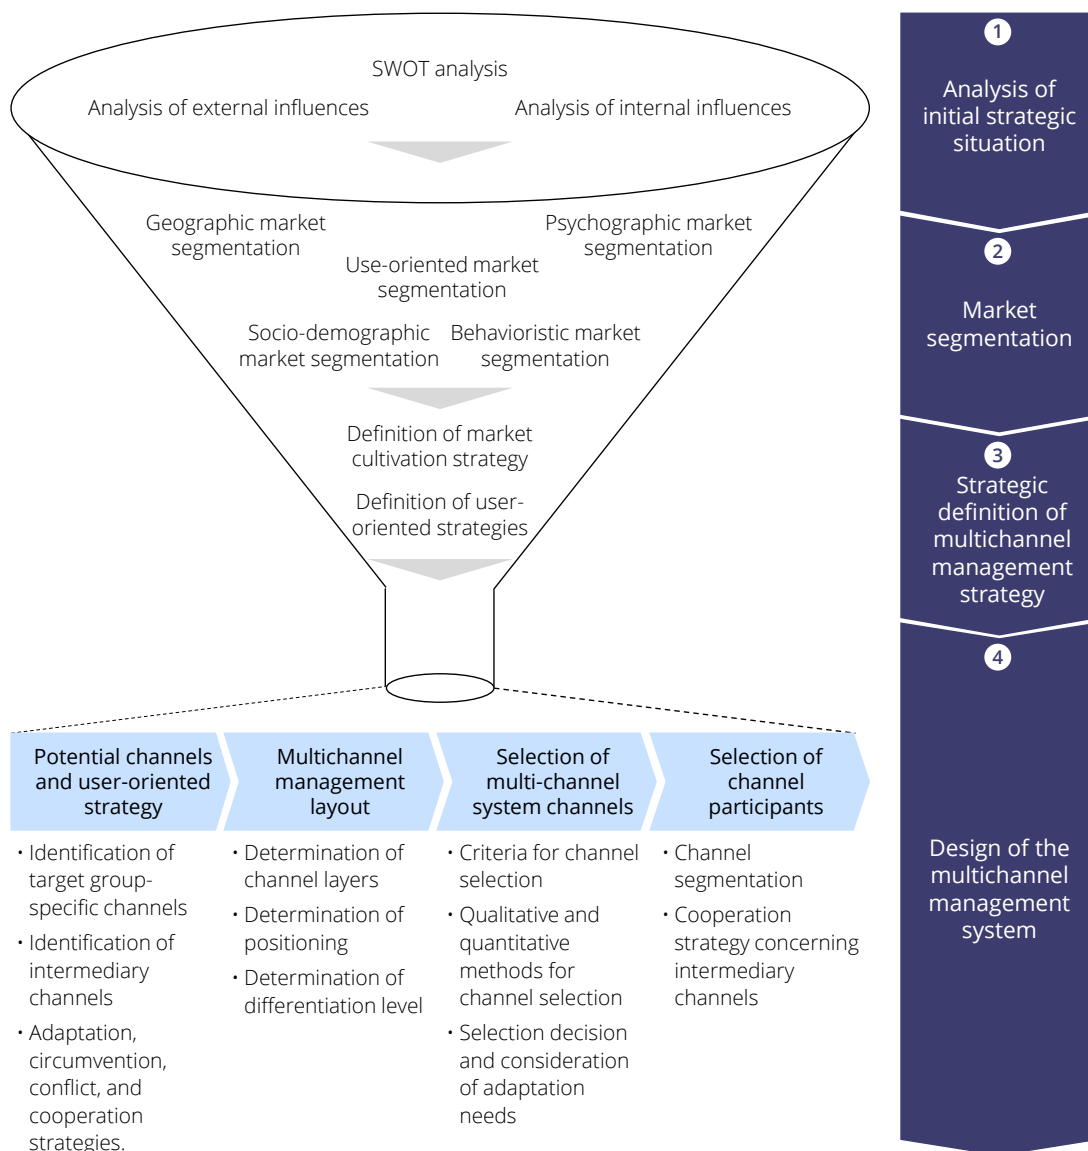 SWOT analysis
Analysis of external influences
Analysis of internal influences
Geographic market
segmentation
Psychographic market
segmentation
Use-oriented market
segmentation
Socio-demographic
market segmentation
Behavioristic market
segmentation
Definition of market
cultivation strategy
Definition of user-
oriented strategies
1
Analysis of
initial strategic
situation
2
Market
segmentation
3
Strategic
definition of
multichannel
management
strategy
4
Design of the
multichannel
management
system
Potential channels
and user-oriented
strategy
· Identification of
target group-
specific channels
· Identification of
intermediary
channels
· Adaptation,
circumvention,
conflict, and
cooperation
strategies.
Multichannel
management
layout
· Determination of
channel layers
· Determination of
positioning
· Determination of
differentiation level
Selection of
multi-channel
system channels
· Criteria for channel
selection
· Qualitative and
quantitative
methods for
channel selection
· Selection decision
and consideration
of adaptation
needs
Selection of
channel
participants
· Channel
segmentation
· Cooperation
strategy concerning
intermediary
channels